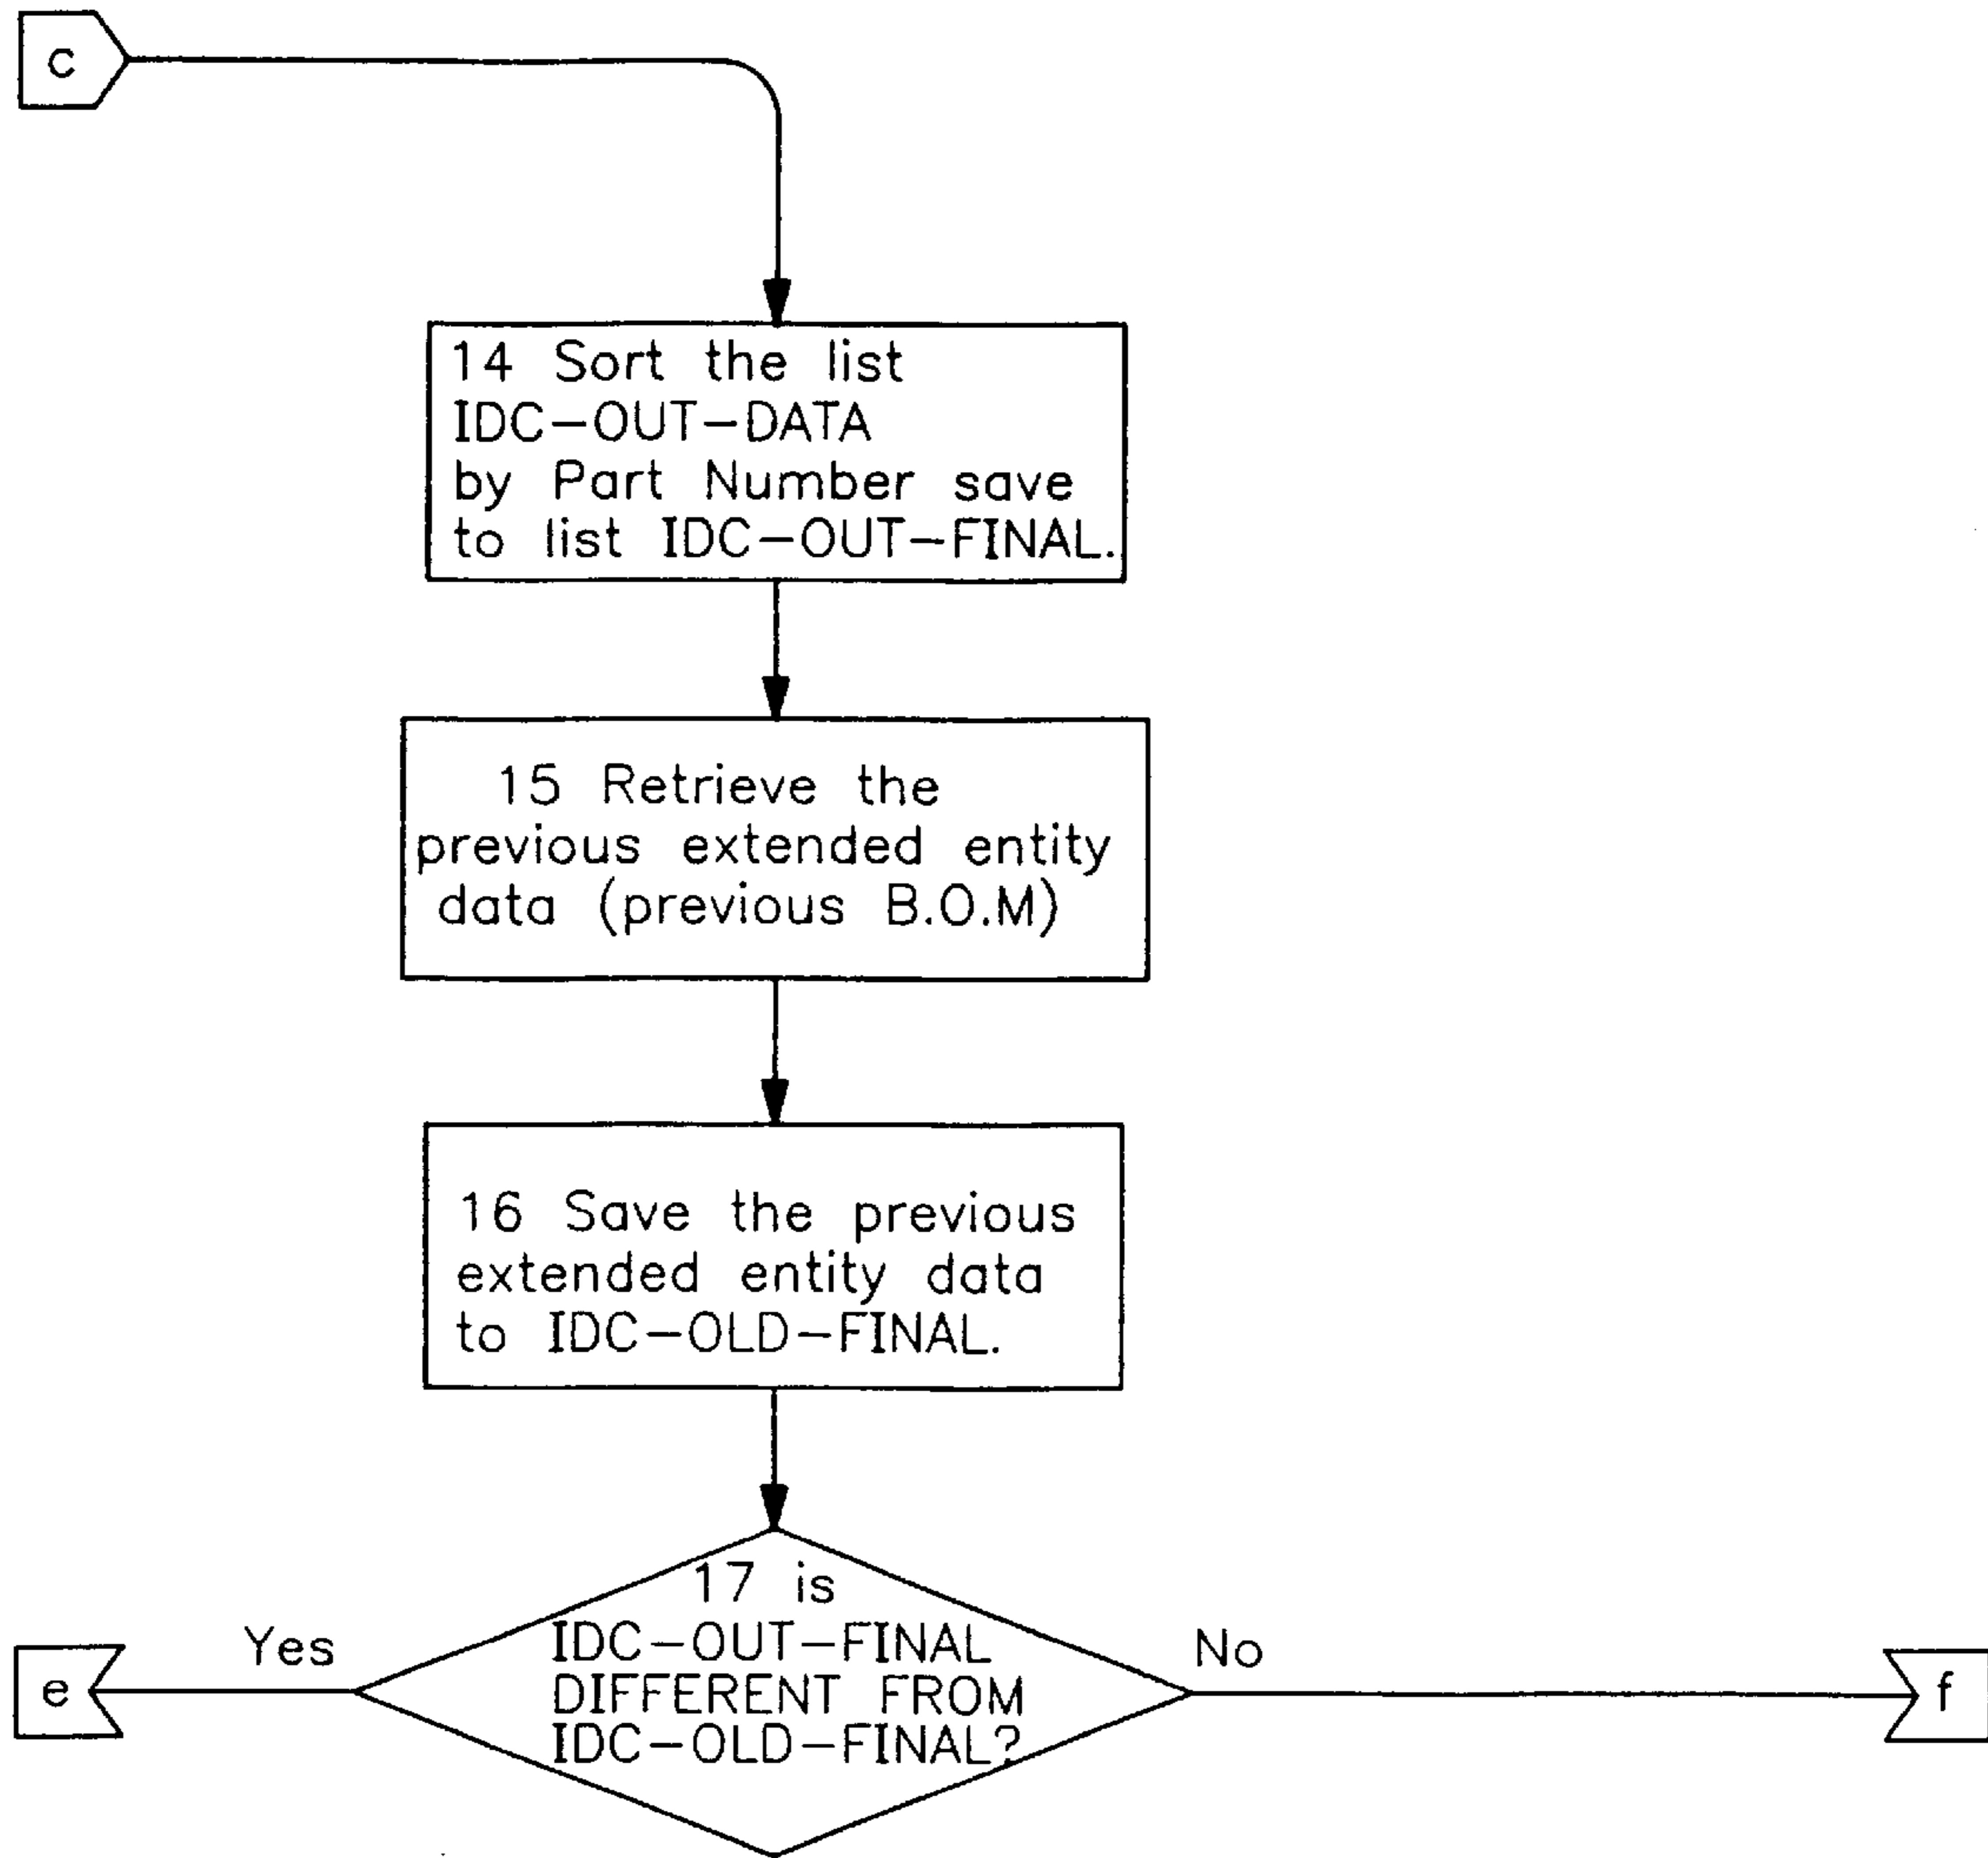 c
14 Sort the list
IDC-OUT-DATA
by Part Number save
to list IDC-OUT-FINAL.
15 Retrieve the
previous extended entity
data (previous B.O.M)
16 Save the previous
extended entity data
to IDC-OLD-FINAL.
17 is
IDC-OUT-FINAL
DIFFERENT FROM
IDC-OLD-FINAL?
Yes
No
e
f